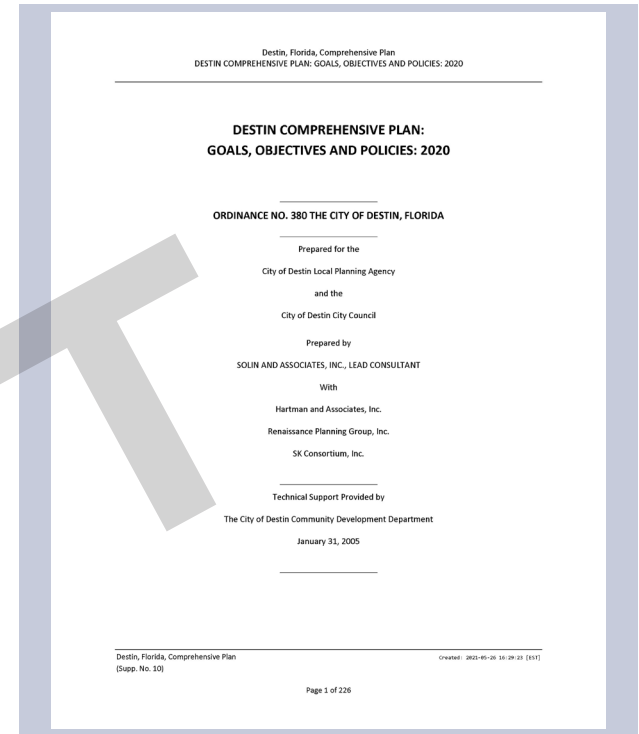 Destin, Florida, Comprehensive Plan
DESTIN COMPREHENSIVE PLAN: GOALS, OBJECTIVES AND POLICIES: 2020
DESTIN COMPREHENSIVE PLAN:
GOALS, OBJECTIVES AND POLICIES: 2020
ORDINANCE NO. 380 THE CITY OF DESTIN, FLORIDA
Prepared for the
City of Destin Local Planning Agency
and the
City of Destin City Council
Prepared by
SOLIN AND ASSOCIATES, INC., LEAD CONSULTANT
With
Hartman and Associates, Inc.
Renaissance Planning Group, Inc.
SK Consortium, Inc.
Technical Support Provided by
The City of Destin Community Development Department
January 31, 2005
Destin, Florida, Comprehensive Plan
Created: 2021-05-26 16:29:23 [EST]
(Supp. No. 10)
Page 1 of 226
T